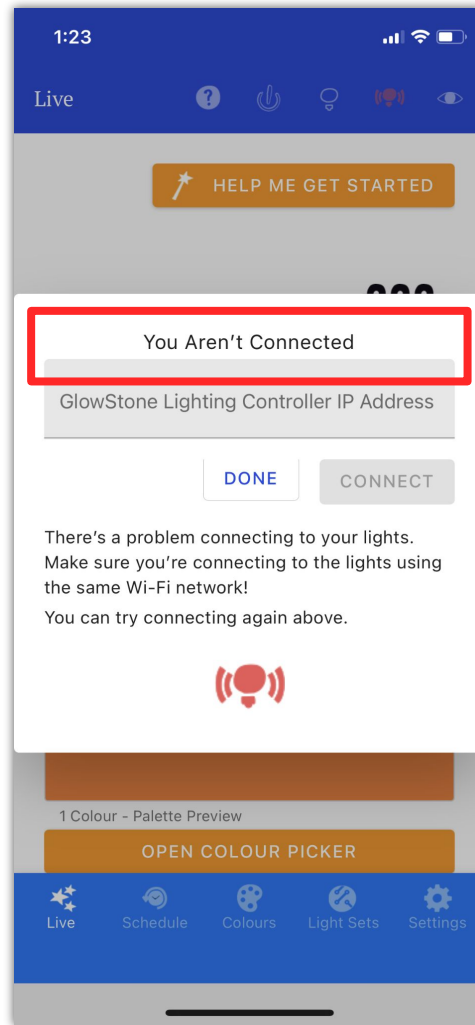 1:23
Live
?
HELP ME GET STARTED
You Aren't Connected
GlowStone Lighting Controller IP Address
DONE
CONNECT
There's a problem connecting to your lights.
Make sure you're connecting to the lights using
the same Wi-Fi network!
You can try connecting again above.
1 Colour - Palette Preview
OPEN COLOUR PICKER
Live
Schedule
Colours
Light Sets
Settings